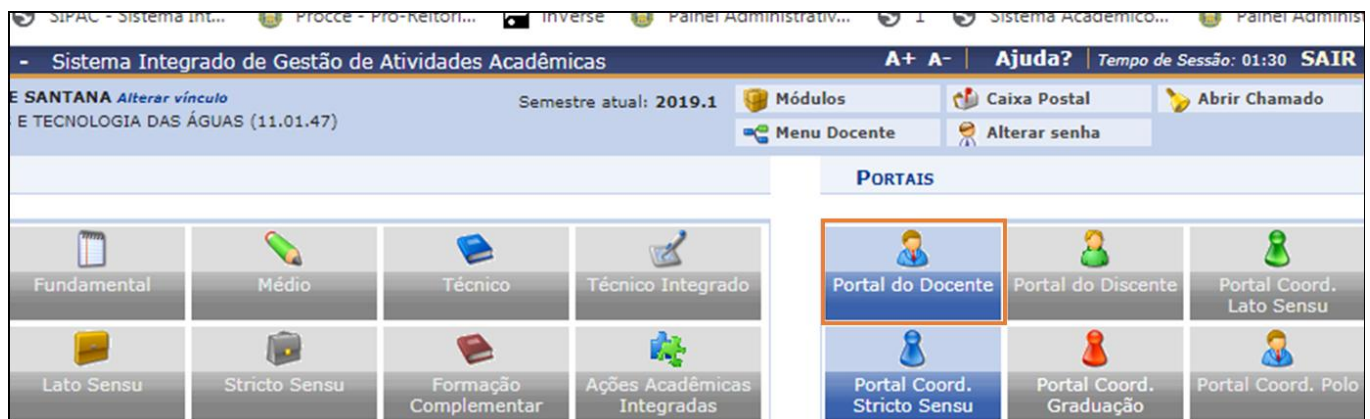 SIPAC - Sistema Int... Procce - Pró-Reitori... InVerse Painel Administrativ... 1 Sistema Acadêmico... Painel Adminis
- Sistema Integrado de Gestão de Atividades Acadêmicas A+ A- | Ajuda? | Tempo de Sessão: 01:30 SAIR
E SANTANA Alterar vínculo Semestre atual: 2019.1 Módulos Caixa Postal Abrir Chamado
E TECNOLOGIA DAS ÁGUAS (11.01.47)
Menu Docente Alterar senha
PORTAIS
Fundamental Médio Técnico Técnico Integrado Portal do Docente Portal do Discente Portal Coord.
Lato Sensu
Lato Sensu Stricto Sensu Formação Ações Acadêmicas Portal Coord. Portal Coord. Portal Coord. Polo
Complementar Integradas Stricto Sensu Graduação